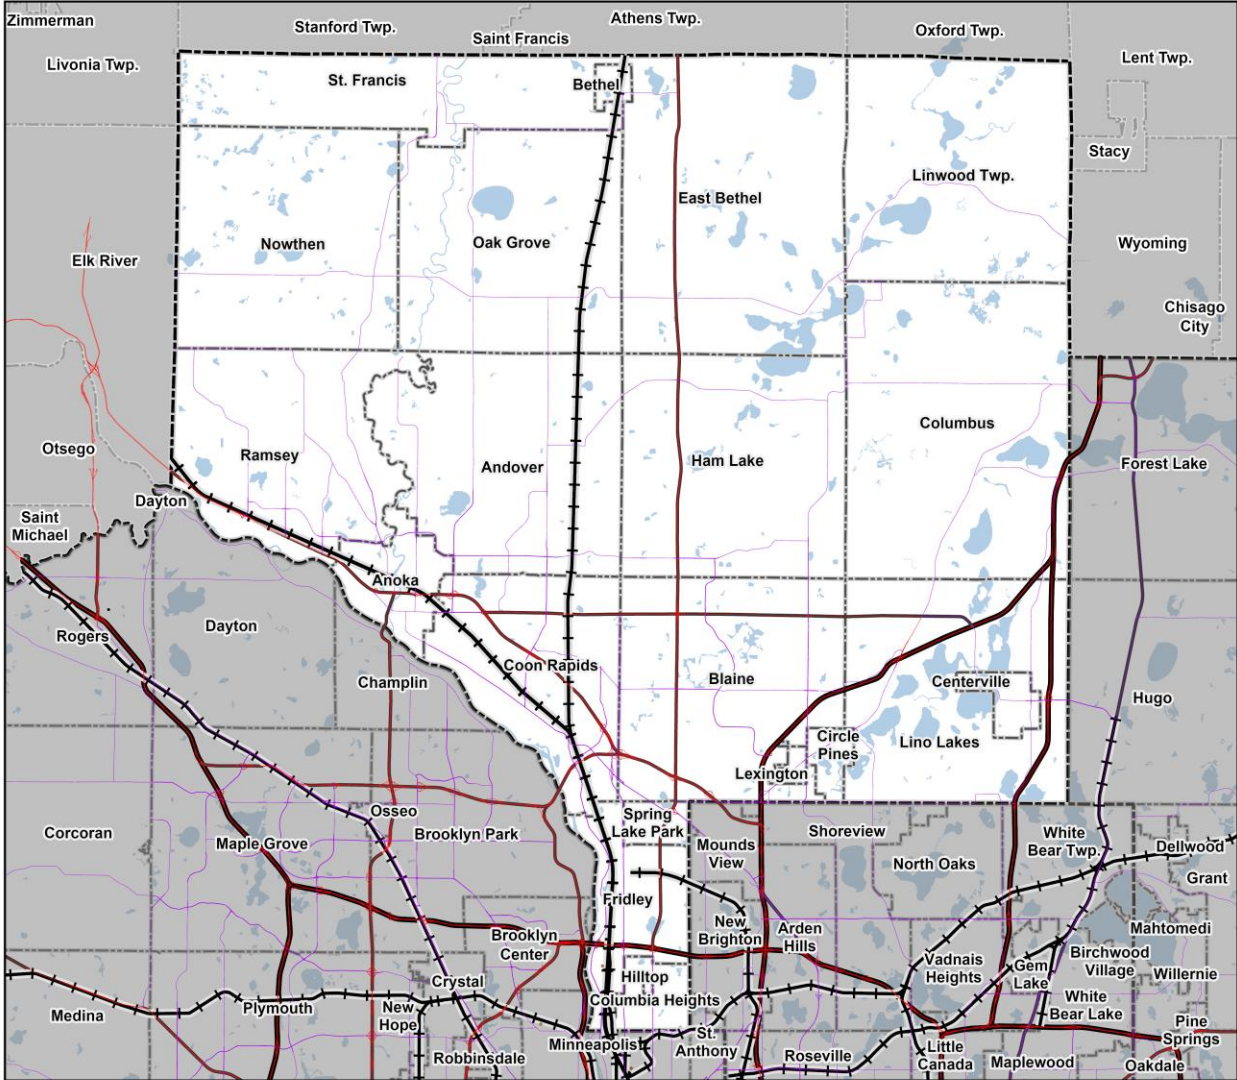 Zimmerman
Stanford Twp.
Athens Twp.
Saint Francis
Oxford Twp.
Livonia Twp.
Lent Twp.
St. Francis
Bethel
Stacy
Linwood Twp.
East Bethel
Nowthen
Oak Grove
Wyoming
Elk River
Chisago
City
Columbus
Otsego
Ramsey
Andover
Ham Lake
Forest Lake
Dayton
Saint
Michael
Anoka
Rogers
Dayton
Coon Rapids
Champlin
Blaine
Centerville
Hugo
Circle
Pines
Lino Lakes
Lexington
Osseo
Spring
Lake Park
Corcoran
Maple Grove
Brooklyn Park
Mounds
View
Shoreview
White
Bear Twp.
North Oaks
Dellwood
Grant
Fridley
New
Brighton
Arden
Hills
Mahtomedi
Brooklyn
Center
Vadnais
Heights
Birchwood
Village
Gem
Lake
Willernie
Hilltop
Crystal
Columbia Heights
Plymouth
New
Hope
White
Bear Lake
Medina
Minneapolis
St.
Anthony
Pine
Springs
Robbinsdale
Roseville
Little
Canada
Maplewood
Oakdale